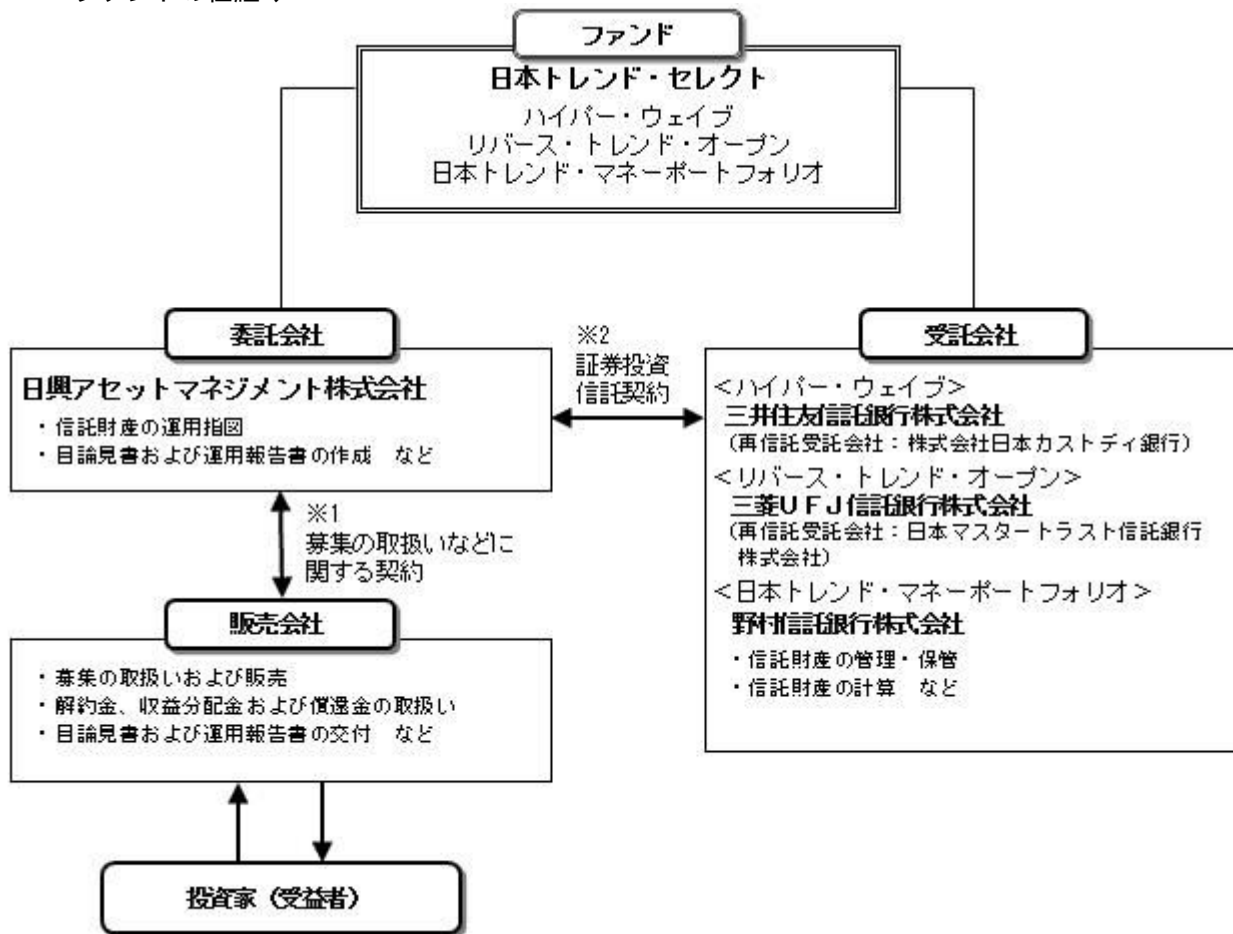 ファンド
日本トレンド・セレクト
ハイパー・ウェイブ
リバース・トレンド・オープン
日本トレンド・マネーポートフォリオ
委託会社
日興アセットマネジメント株式会社
・信託財産の運用指図
・目論見書および運用報告書の作成 など
※2
証券投資
信託契約
受託会社
<ハイパー・ウェイブ>
三井住友信託銀行株式会社
(再信託受託会社:株式会社日本カストディ銀行)
<リバース・トレンド・オープン>
三菱UFJ信託銀行株式会社
(再信託受託会社:日本マスタートラスト信託銀行
株式会社)
<日本トレンド・マネーポートフォリオ>
野村信託銀行株式会社
・信託財産の管理・保管
・信託財産の計算 など
※1
募集の取扱いなどに
関する契約
販売会社
・募集の取扱いおよび販売
・解約金、収益分配金および償還金の取扱い
・目論見書および運用報告書の交付 など
投資家(受益者)